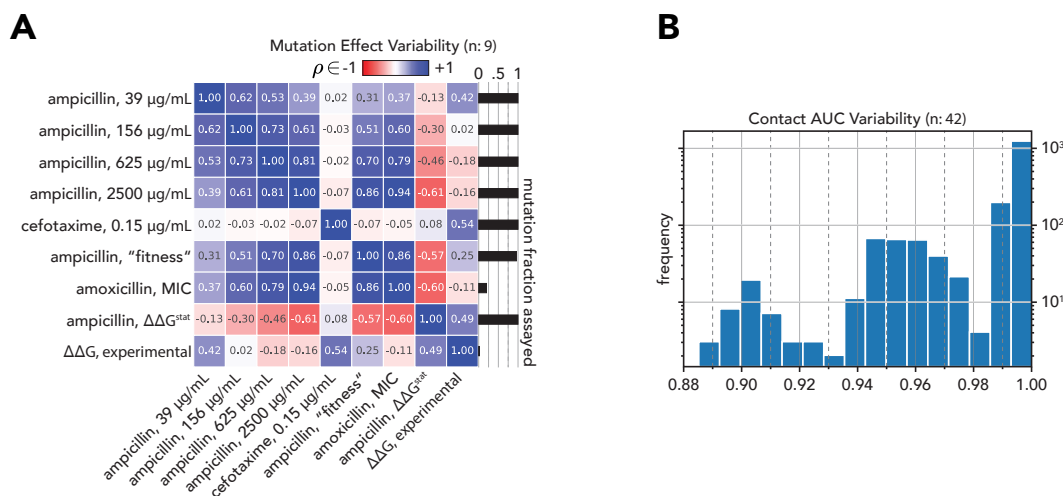 A
Mutation Effect Variability (n: 9)
ρ ∈ -1 +1
0 .5 1
ampicillin, 39 μg/mL 1.00 0.62 0.53 0.39 0.02 0.31 0.37 -0.13 0.42
ampicillin, 156 μg/mL 0.62 1.00 0.73 0.61 -0.03 0.51 0.60 -0.30 0.02
ampicillin, 625 μg/mL 0.53 0.73 1.00 0.81 -0.02 0.70 0.79 -0.46 -0.18
ampicillin, 2500 μg/mL 0.39 0.61 0.81 1.00 -0.07 0.86 0.94 -0.61 -0.16
cefotaxime, 0.15 μg/mL 0.02 -0.03 -0.02 -0.07 1.00 -0.07 -0.05 0.08 0.54
ampicillin, “fitness“ 0.31 0.51 0.70 0.86 -0.07 1.00 0.86 -0.57 0.25
amoxicillin, MIC 0.37 0.60 0.79 0.94 -0.05 0.86 1.00 -0.60 -0.11
ampicillin, ΔΔGstat -0.13 -0.30 -0.46 -0.61 0.08 -0.57 -0.60 1.00 0.49
ΔΔG, experimental 0.42 0.02 -0.18 -0.16 0.54 0.25 -0.11 0.49 1.00
mutation fraction assayed
ampicillin, 39 μg/mL
ampicillin, 156 μg/mL
ampicillin, 625 μg/mL
ampicillin, 2500 μg/mL
cefotaxime, 0.15 μg/mL
ampicillin, “fitness“
amoxicillin, MIC
ampicillin, ΔΔGstat
ΔΔG, experimental
B
Contact AUC Variability (n: 42)
frequency
10³
10²
10¹
0.88 0.90 0.92 0.94 0.96 0.98 1.00